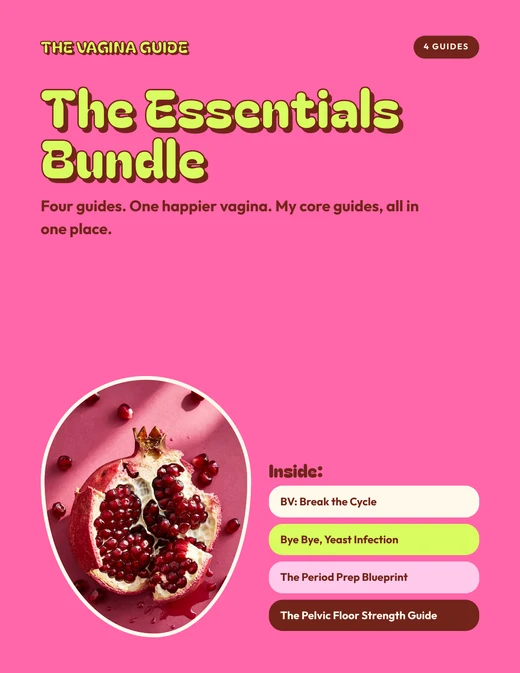 THE VAGINA GUIDE
4 GUIDES
The Essentials
Bundle
Four guides. One happier vagina. My core guides, all in
one place.
Inside:
BV: Break the Cycle
Bye Bye, Yeast Infection
The Period Prep Blueprint
The Pelvic Floor Strength Guide